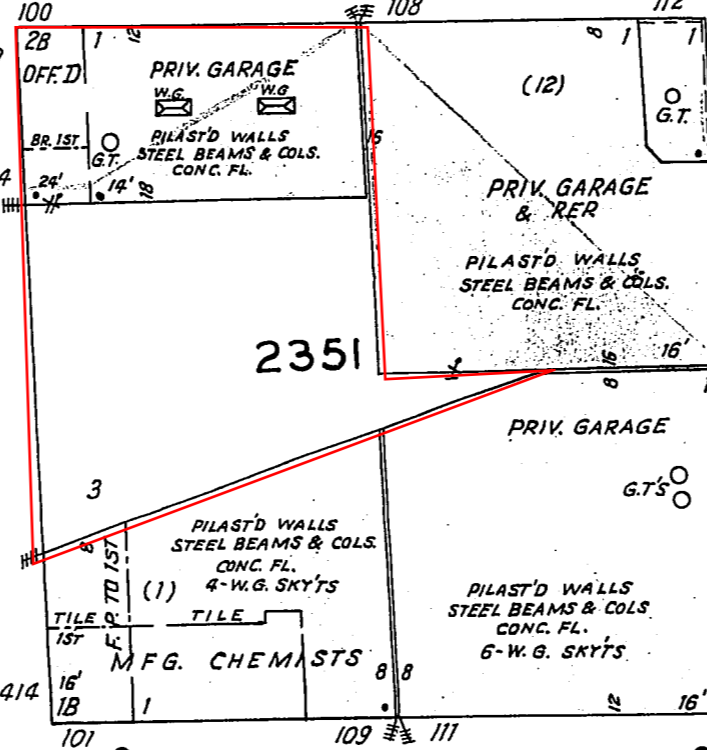 100
108
112
2B
1
12
8
1
1
OFF.D
PRIV. GARAGE
(12)
W.G.
W.G
G.T.
BR. 1ST
G.T.
PILAST'D WALLS
STEEL BEAMS & COLS.
CONC. FL.
16
24'
14'
18
4
PRIV. GARAGE
& RER
PILAST'D WALLS
STEEL BEAMS & COLS.
CONC. FL.
2351
16
8
16'
PRIV. GARAGE
G.T'S
3
8
F.P. TO 1ST
PILAST'D WALLS
STEEL BEAMS & COLS.
CONC. FL.
4-W.G. SKY'TS
(1)
PILAST'D WALLS
STEEL BEAMS & COLS
CONC. FL.
6-W.G. SKY'TS
TILE
1ST
TILE
MFG. CHEMISTS
8
8
414
16'
1B
1
12
16'
101
109
111